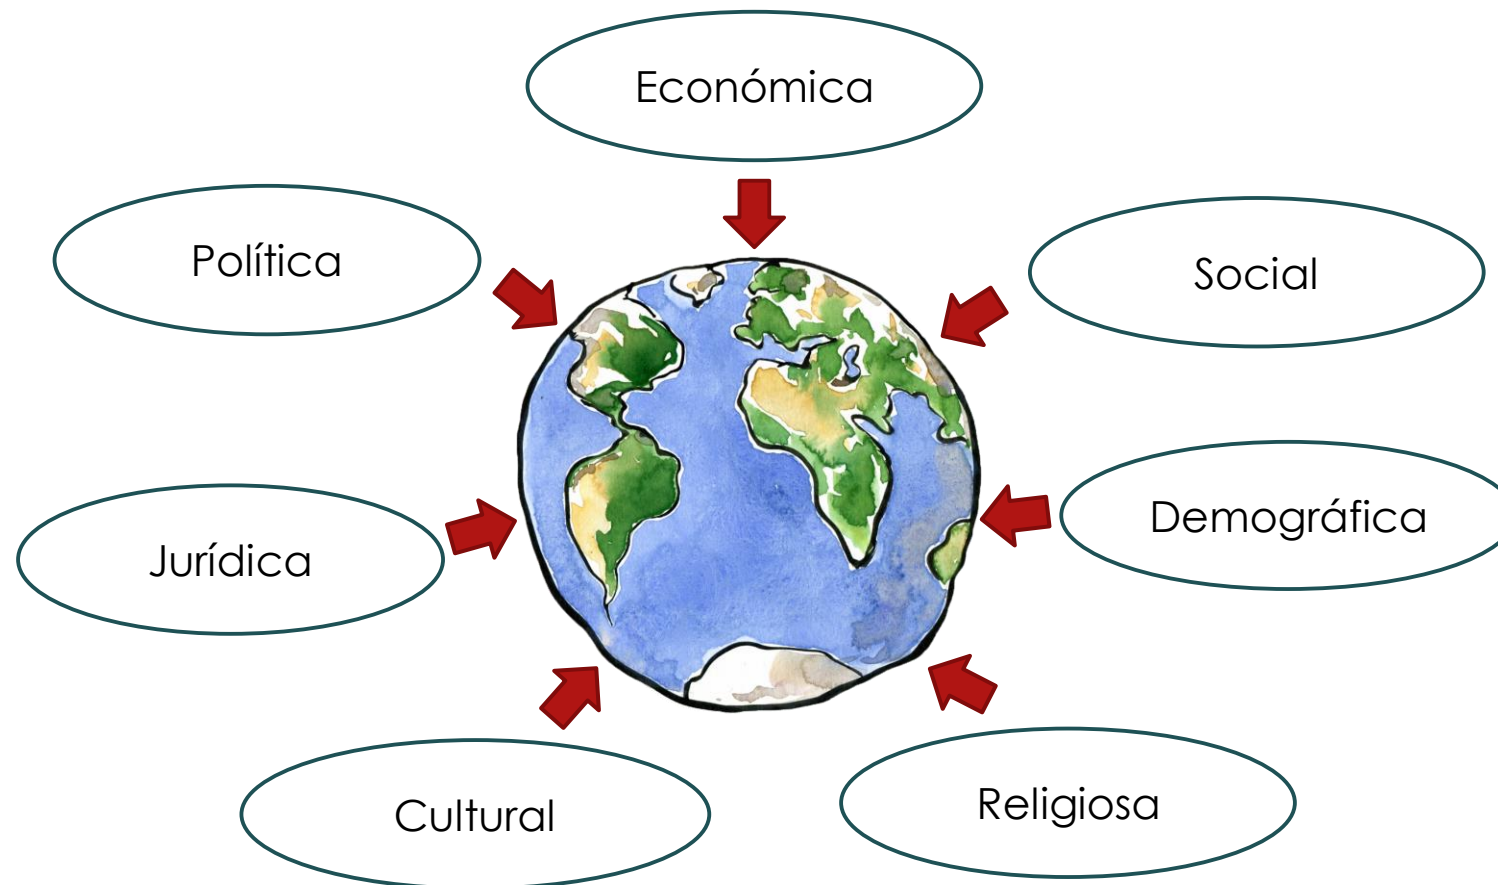 Económica
Política
Social
Demográfica
Jurídica
Religiosa
Cultural